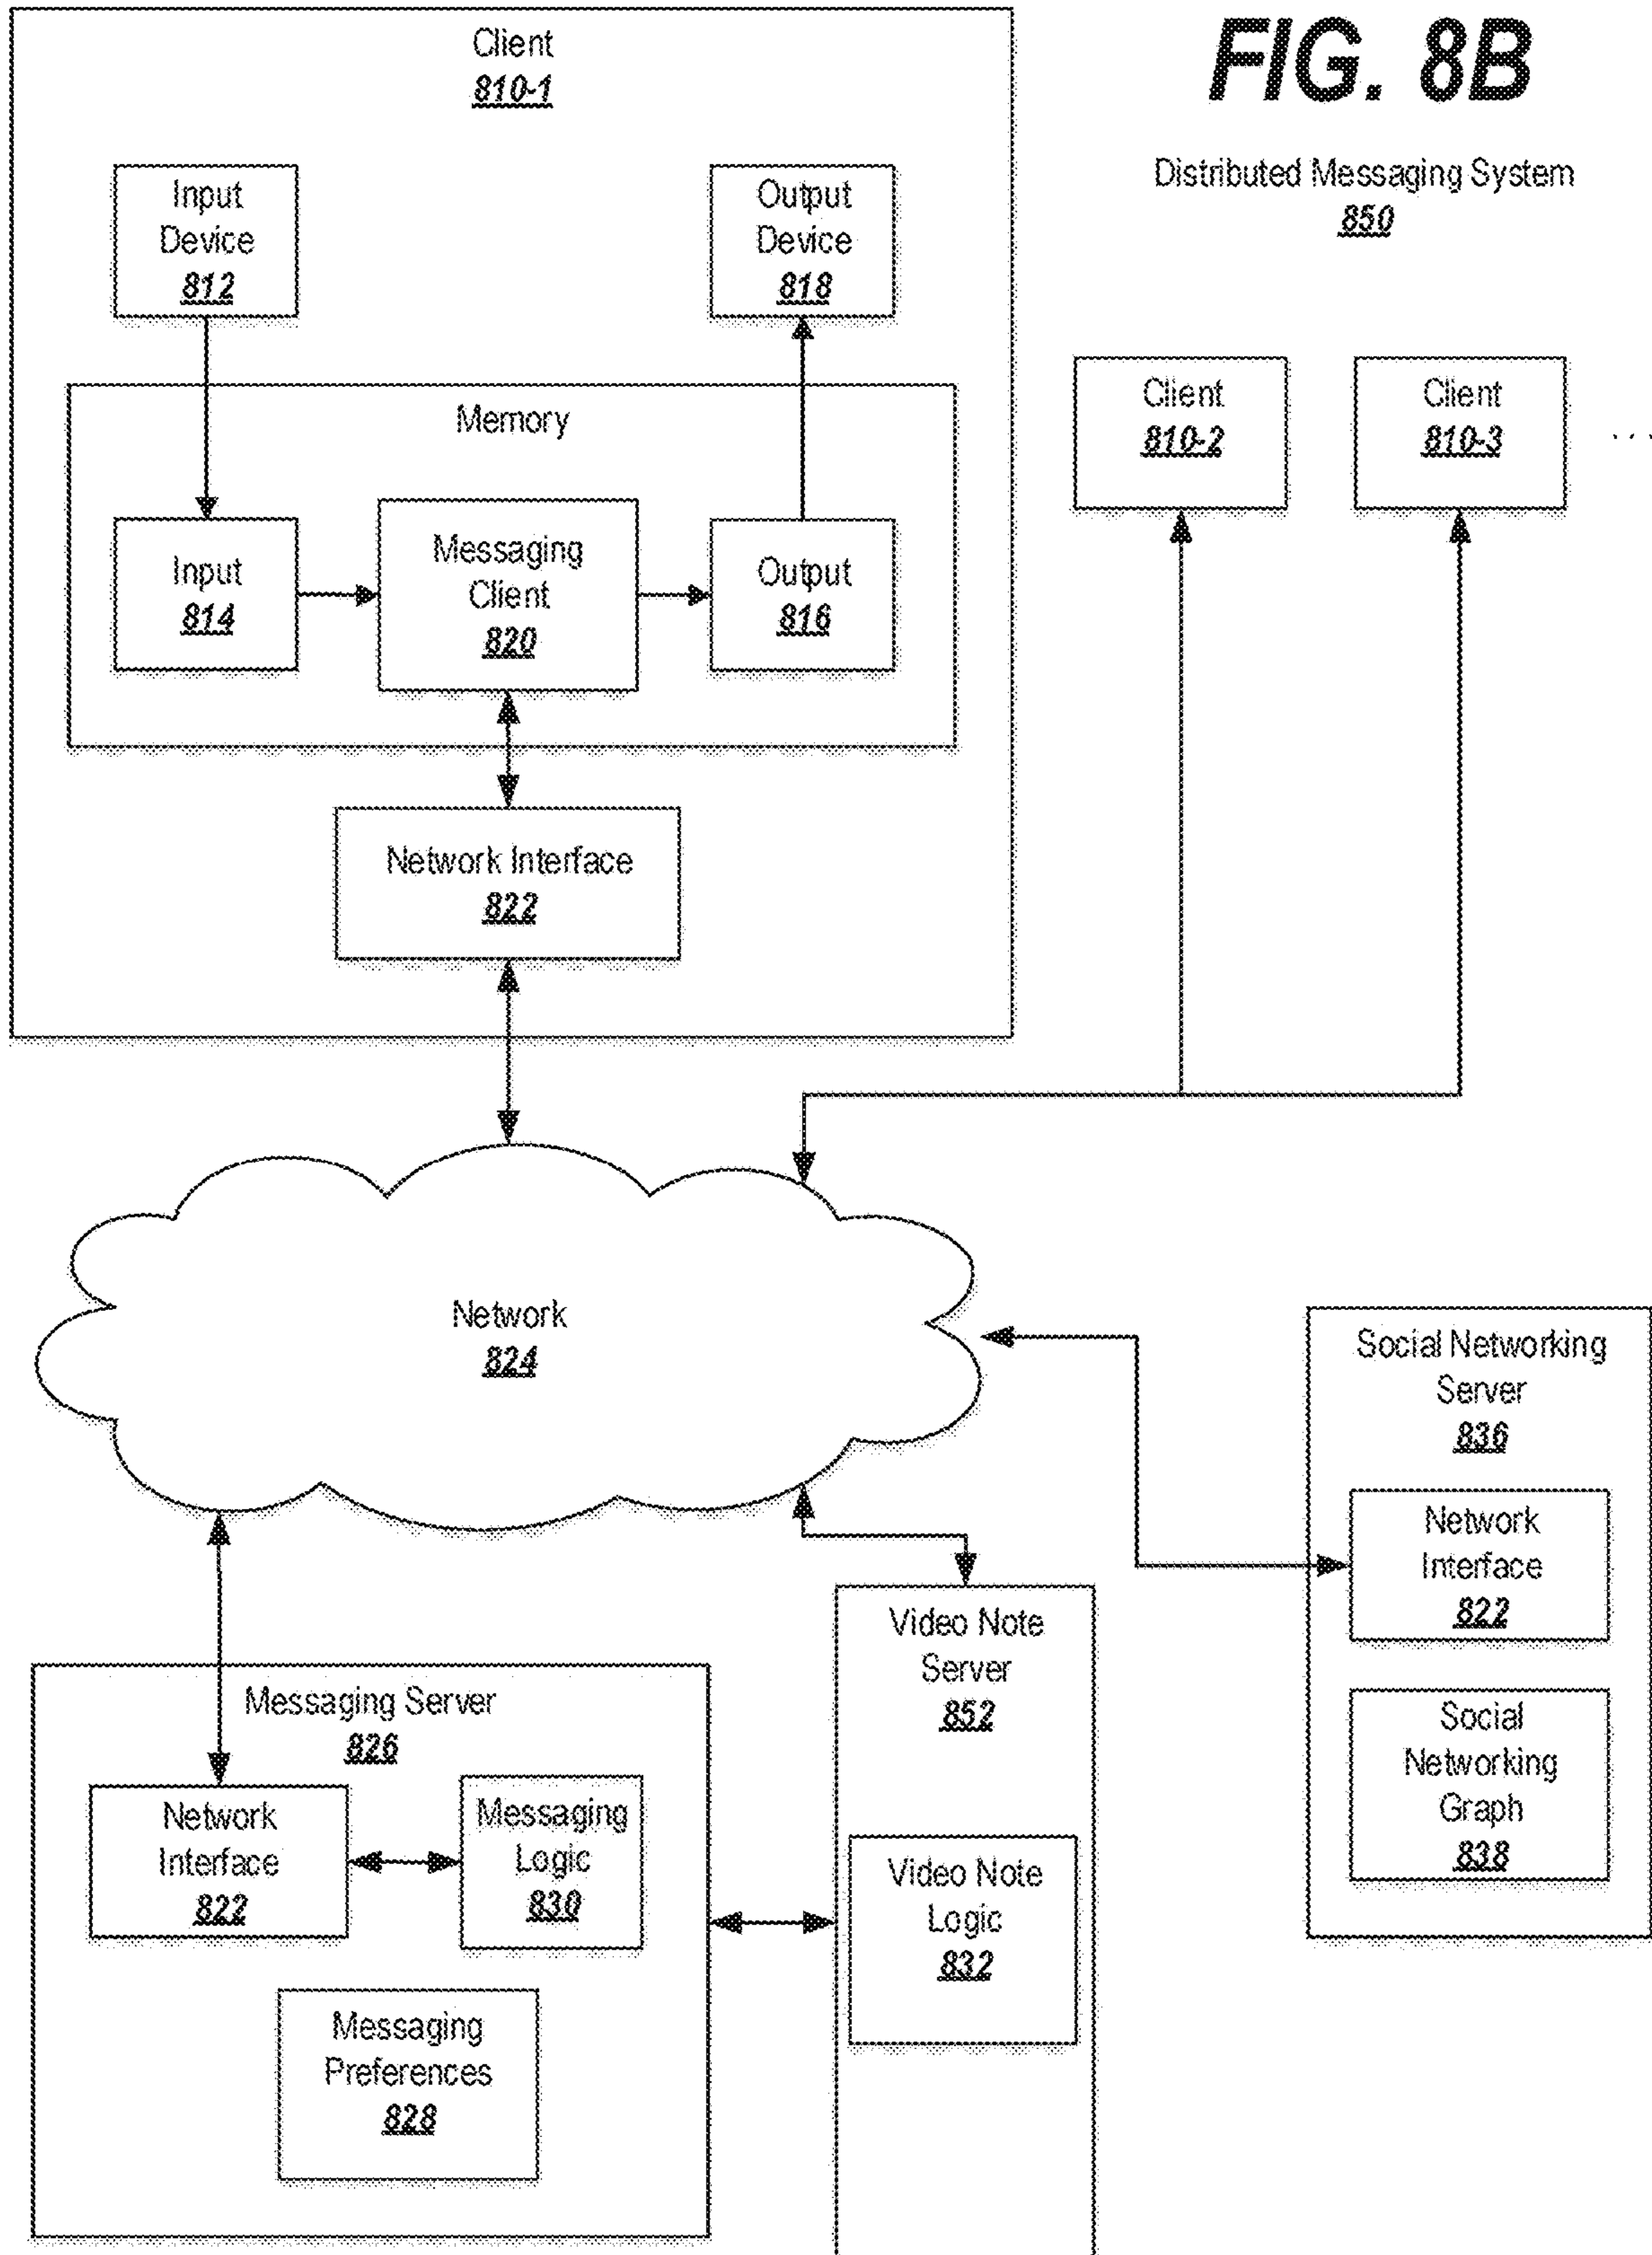 FIG. 8B
Distributed Messaging System
850
Client
810-1
Input
Device
812
Output
Device
818
Memory
Input
814
Messaging
Client
820
Output
816
Network Interface
822
Client
810-2
Client
810-3
...
Network
824
Social Networking
Server
836
Network
Interface
822
Social
Networking
Graph
838
Messaging Server
826
Network
Interface
822
Messaging
Logic
830
Messaging
Preferences
828
Video Note
Server
852
Video Note
Logic
832